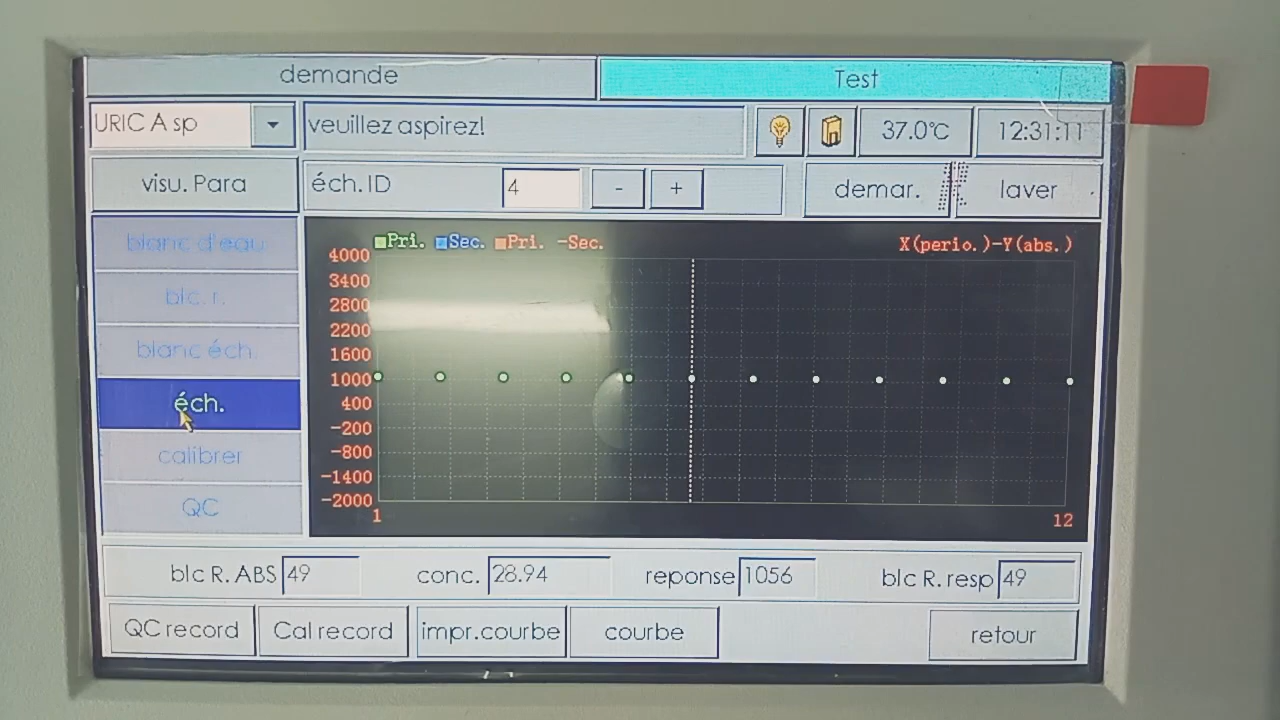 demande Test
URIC A sp veuillez aspirez! 37.0°C 12:31:11
visu. Para éch. ID 4 - + demar. laver
blanc d'eau
blc. r.
blanc éch.
éch.
calibrer
QC
Pri. Sec. Pri. -Sec. X(perio.)-Y(abs.)
4000
3400
2800
2200
1600
1000
400
-200
-800
-1400
-2000
1 12
blc R. ABS 49 conc. 28.94 reponse 1056 blc R. resp 49
QC record Cal record impr.courbe courbe retour